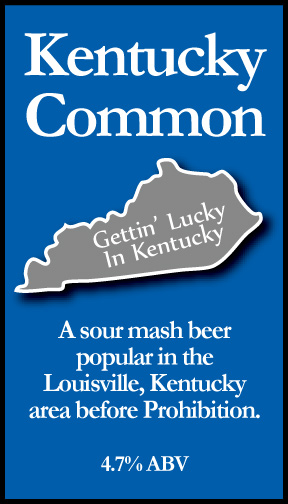 Kentucky
Common
Gettin' Lucky
In Kentucky
A sour mash beer
popular in the
Louisville, Kentucky
area before Prohibition.
4.7% ABV